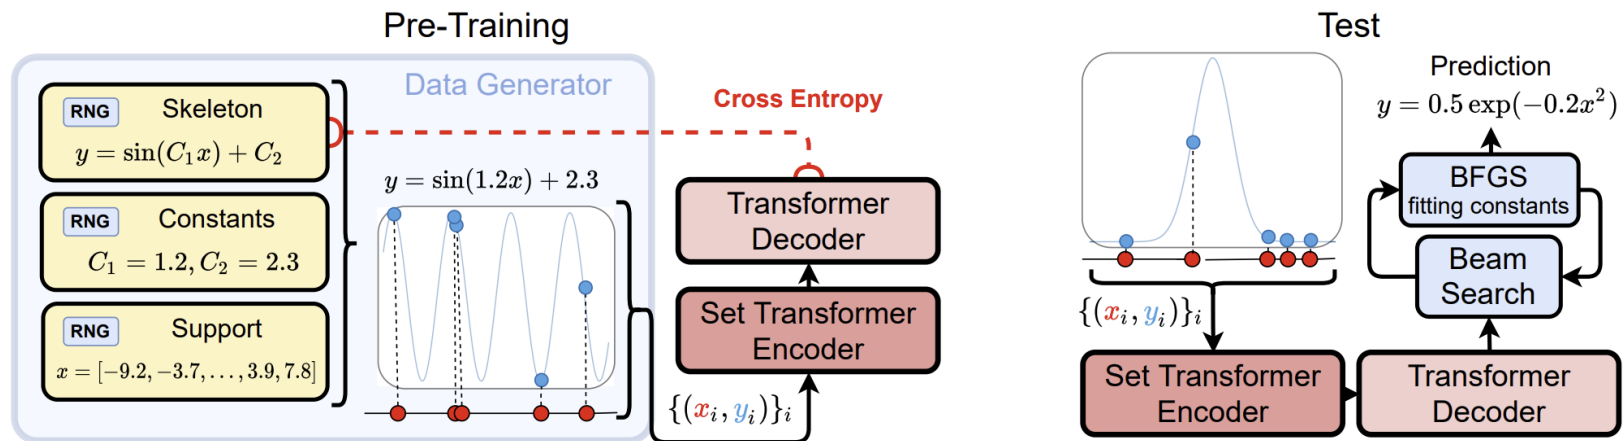 Pre-Training
Data Generator
RNG Skeleton
y = sin(C₁x) + C₂
RNG Constants
C₁ = 1.2, C₂ = 2.3
RNG Support
x = [−9.2, −3.7, . . . , 3.9, 7.8]
y = sin(1.2x) + 2.3
{(xᵢ, yᵢ)}ᵢ
Cross Entropy
Transformer
Decoder
Set Transformer
Encoder
Test
{(xᵢ, yᵢ)}ᵢ
Set Transformer
Encoder
Transformer
Decoder
Prediction
y = 0.5 exp(−0.2x²)
BFGS
fitting constants
Beam
Search